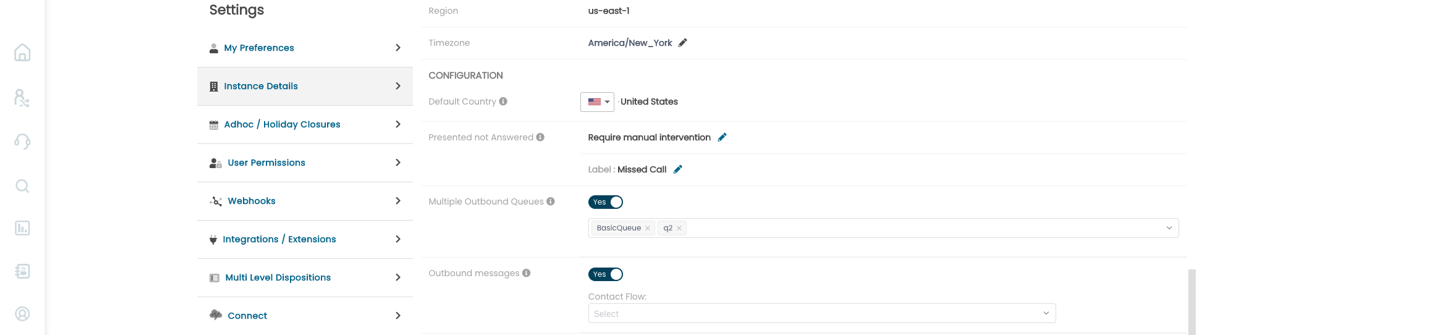 Settings
My Preferences
Instance Details
Adhoc / Holiday Closures
User Permissions
Webhooks
Integrations / Extensions
Multi Level Dispositions
Connect
Region us-east-1
Timezone America/New_York
CONFIGURATION
Default Country United States
Presented not Answered Require manual intervention
Label : Missed Call
Multiple Outbound Queues Yes
BasicQueue × q2 ×
Outbound messages Yes
Contact Flow:
Select